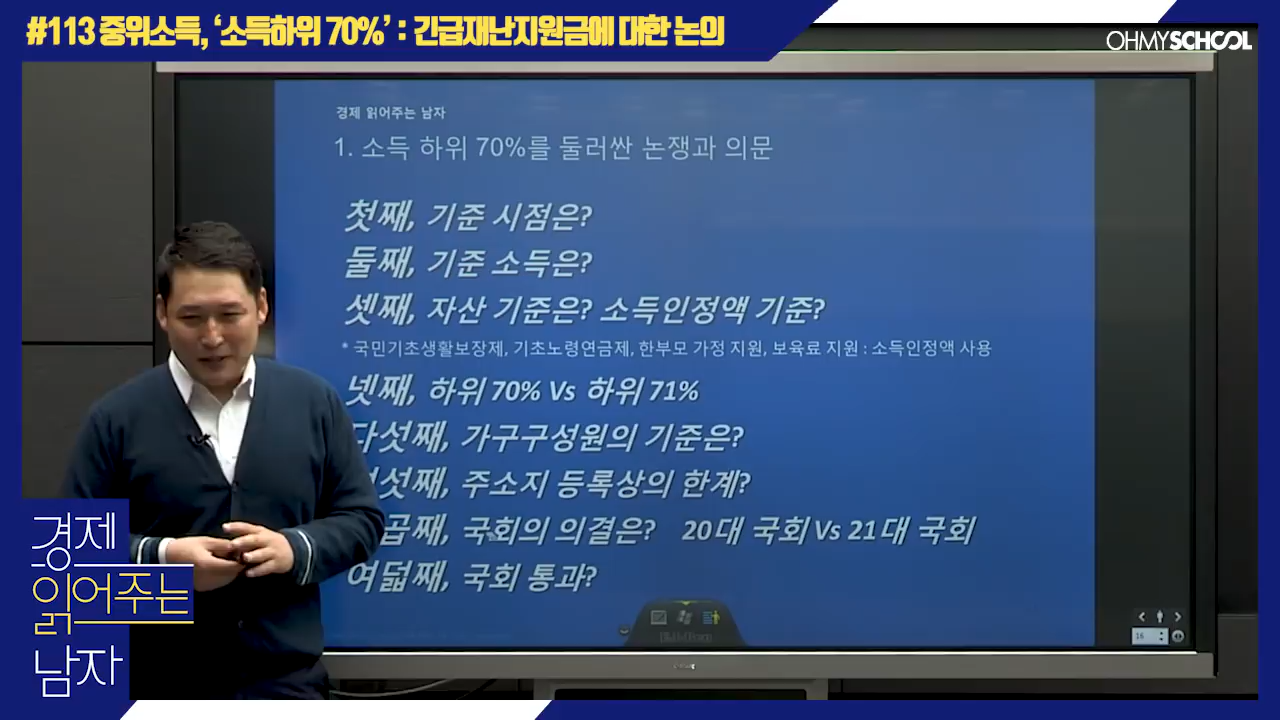 #113 중위소득, ‘소득하위 70%’ : 긴급재난지원금에 대한 논의
OHMYSCHOOL
경제 읽어주는 남자
1. 소득 하위 70%를 둘러싼 논쟁과 의문
첫째, 기준 시점은?
둘째, 기준 소득은?
셋째, 자산 기준은? 소득인정액 기준?
* 국민기초생활보장제, 기초노령연금제, 한부모 가정 지원, 보육료 지원 : 소득인정액 사용
넷째, 하위 70% Vs 하위 71%
다섯째, 가구구성원의 기준은?
섯째, 주소지 등록상의 한계?
곱째, 국회의 의결은? 20대 국회 Vs 21대 국회
여덟째, 국회 통과?
16
경제
읽어주는
남자